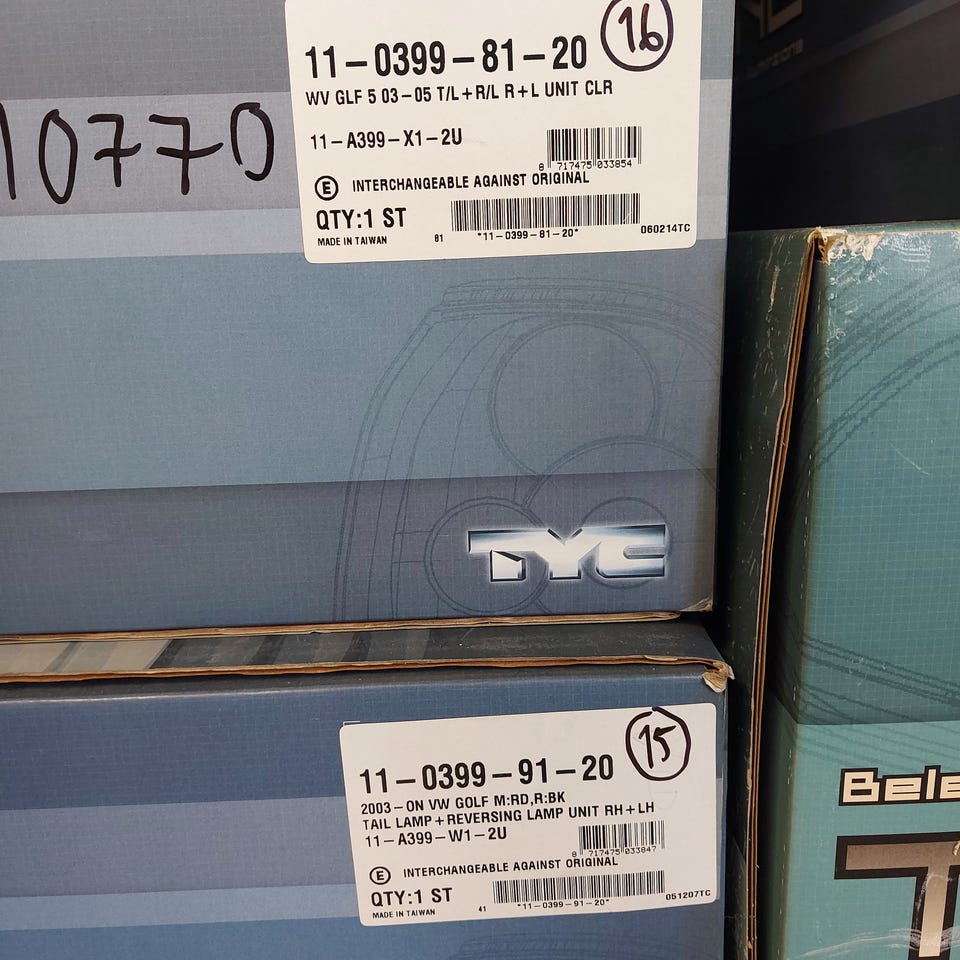 11-0399-81-20
16
WV GLF 5 03-05 T/L+R/L R+L UNIT CLR
11-A399-X1-2U
8 717475 033854
E INTERCHANGEABLE AGAINST ORIGINAL
QTY:1 ST
MADE IN TAIWAN
81
*11-0399-81-20*
060214TC
10770
TYC
11-0399-91-20
15
2003-ON VW GOLF M:RD,R:BK
TAIL LAMP+REVERSING LAMP UNIT RH+LH
11-A399-W1-2U
8 717475 033847
E INTERCHANGEABLE AGAINST ORIGINAL
QTY:1 ST
MADE IN TAIWAN
41
*11-0399-91-20*
051207TC
Bele
T